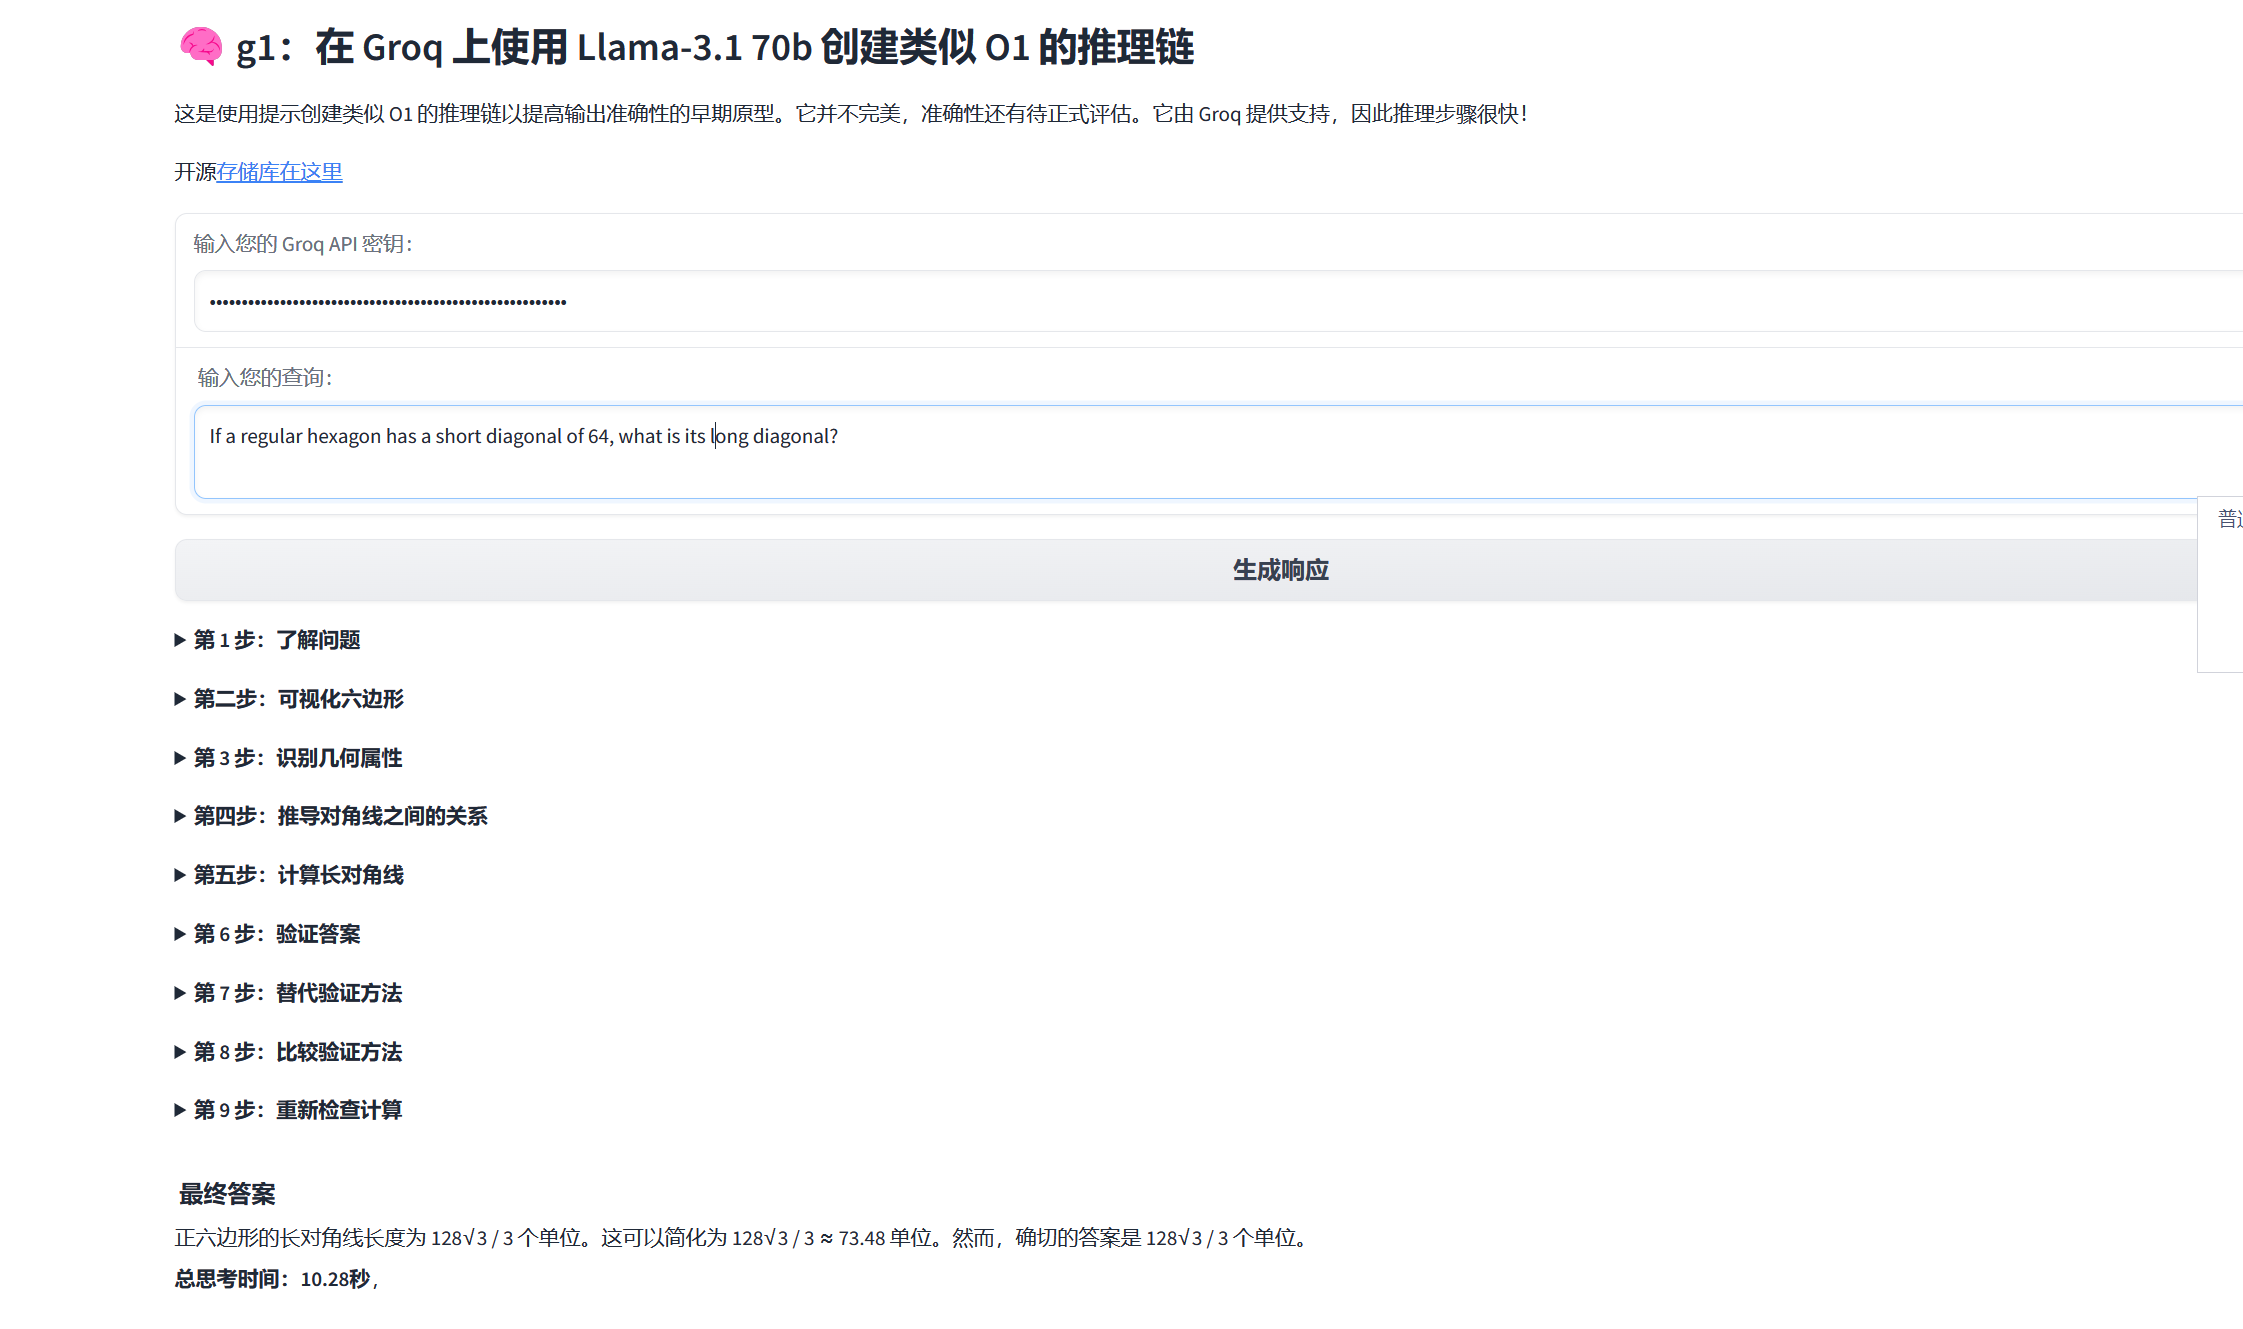 g1：在 Groq 上使用 Llama-3.1 70b 创建类似 O1 的推理链
这是使用提示创建类似 O1 的推理链以提高输出准确性的早期原型。它并不完美，准确性还有待正式评估。它由 Groq 提供支持，因此推理步骤很快！
开源存储库在这里
输入您的 Groq API 密钥：
输入您的查询：
If a regular hexagon has a short diagonal of 64, what is its long diagonal?
普
生成响应
第 1 步：了解问题
第二步：可视化六边形
第 3 步：识别几何属性
第四步：推导对角线之间的关系
第五步：计算长对角线
第 6 步：验证答案
第 7 步：替代验证方法
第 8 步：比较验证方法
第 9 步：重新检查计算
最终答案
正六边形的长对角线长度为 128√3 / 3 个单位。这可以简化为 128√3 / 3 ≈ 73.48 单位。然而，确切的答案是 128√3 / 3 个单位。
总思考时间：10.28秒，